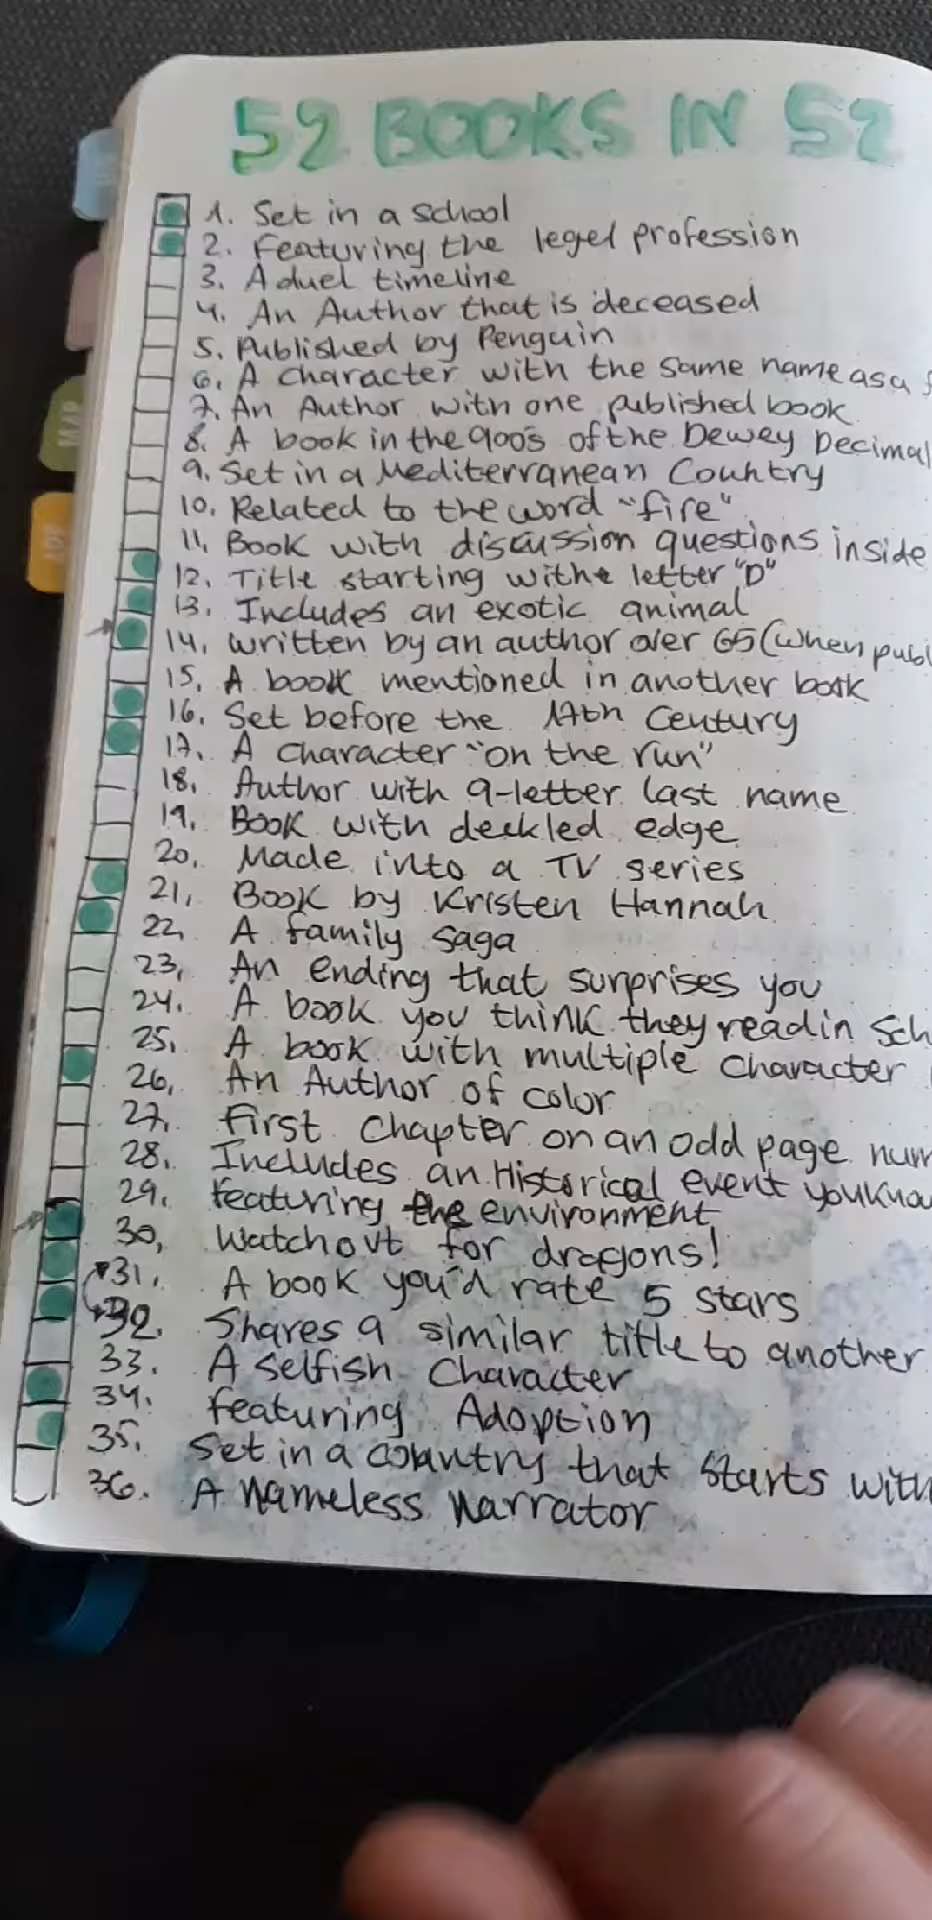 52 BOOKS IN 52
1. Set in a school
2. Featuring the legel profession
3. A duel timeline
4. An Author that is deceased
5. Published by Penguin
6. A character with the same name as a
7. An Author with one published book
8. A book in the 900's of the Dewey Decimal
9. Set in a Mediterranean Country
10. Related to the word "fire"
11. Book with discussion questions inside
12. Title starting withe letter "D"
13. Includes an exotic animal
14. written by an author over 65 (when publ
15. A book mentioned in another book
16. Set before the 17th Century
17. A character "on the run"
18. Author with 9-letter last name
19. Book with deckled edge
20. Made into a TV series
21. Book by Kristen Hannah
22. A family saga
23. An ending that surprises you
24. A book you think they read in Sch
25. A book with multiple Character
26. An Author of color
27. First Chapter on an odd page num
28. Includes an Historical event you know
29. Featuring the environment
30. Watch out for dragons!
31. A book you'd rate 5 stars
32. Shares a similar title to another
33. A Selfish Character
34. Featuring Adoption
35. Set in a country that starts with
36. A Nameless Narrator
MAR